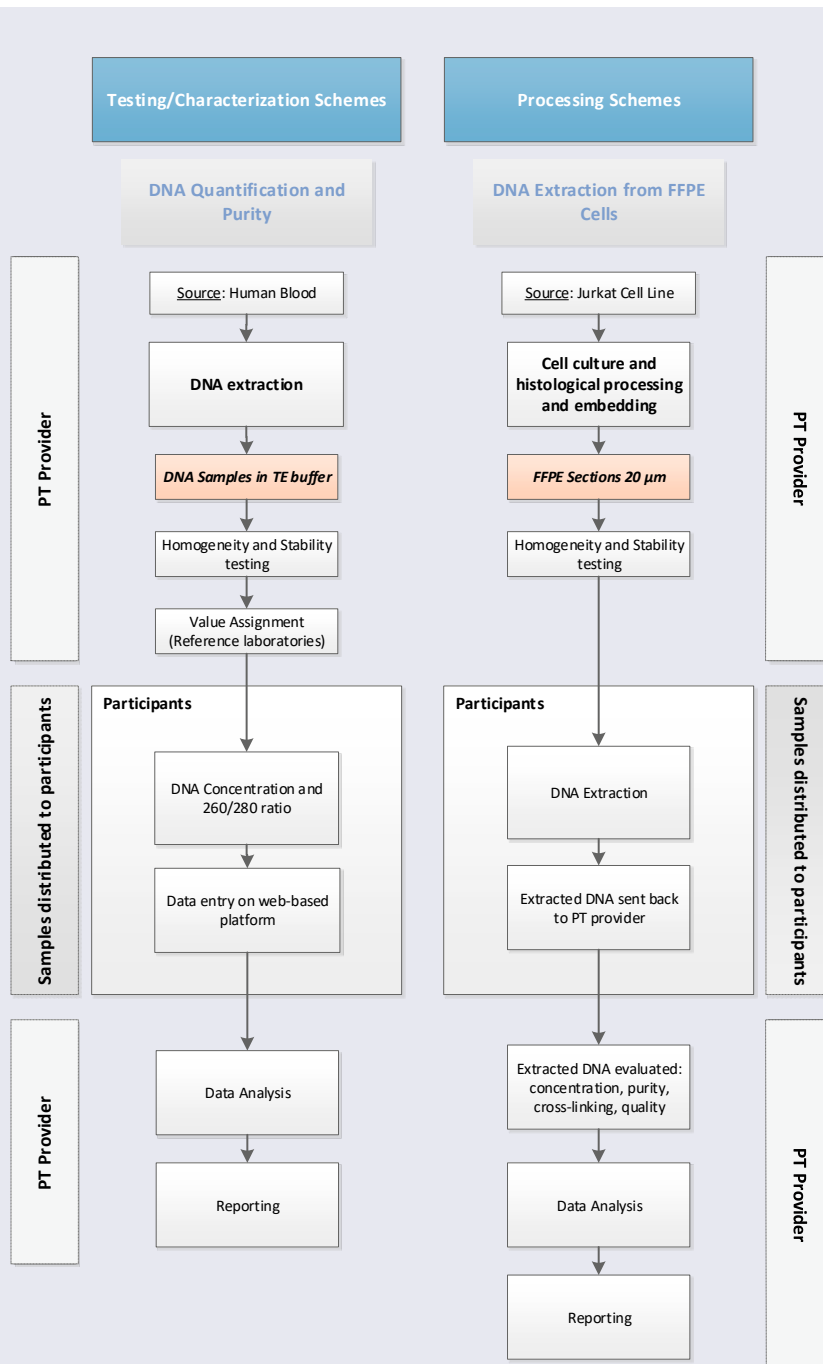 Testing/Characterization Schemes
Processing Schemes
DNA Quantification and
Purity
DNA Extraction from FFPE
Cells
PT Provider
Source: Human Blood
DNA extraction
DNA Samples in TE buffer
Homogeneity and Stability
testing
Value Assignment
(Reference laboratories)
Source: Jurkat Cell Line
Cell culture and
histological processing
and embedding
FFPE Sections 20 µm
Homogeneity and Stability
testing
PT Provider
Samples distributed to participants
Participants
DNA Concentration and
260/280 ratio
Data entry on web-based
platform
Participants
DNA Extraction
Extracted DNA sent back
to PT provider
Samples distributed to participants
PT Provider
Data Analysis
Reporting
Extracted DNA evaluated:
concentration, purity,
cross-linking, quality
Data Analysis
Reporting
PT Provider